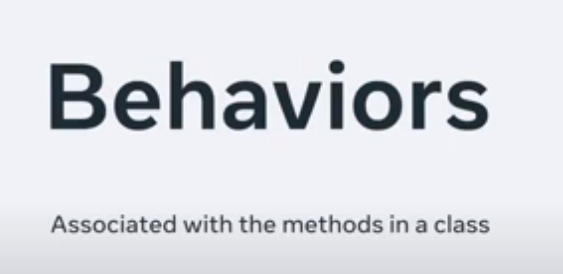 Behaviors
Associated with the methods in a class